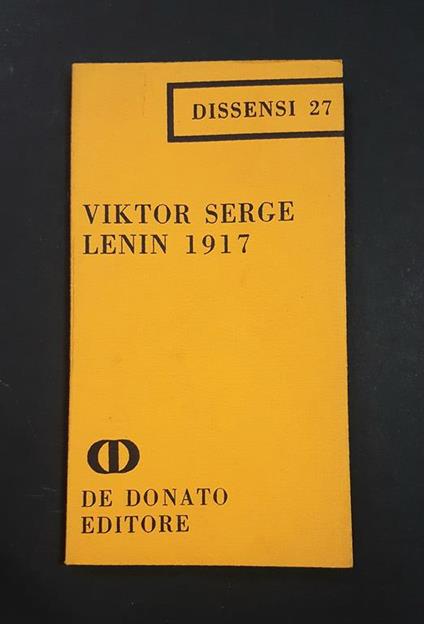 DISSENSI 27
VIKTOR SERGE
LENIN 1917
DE DONATO
EDITORE